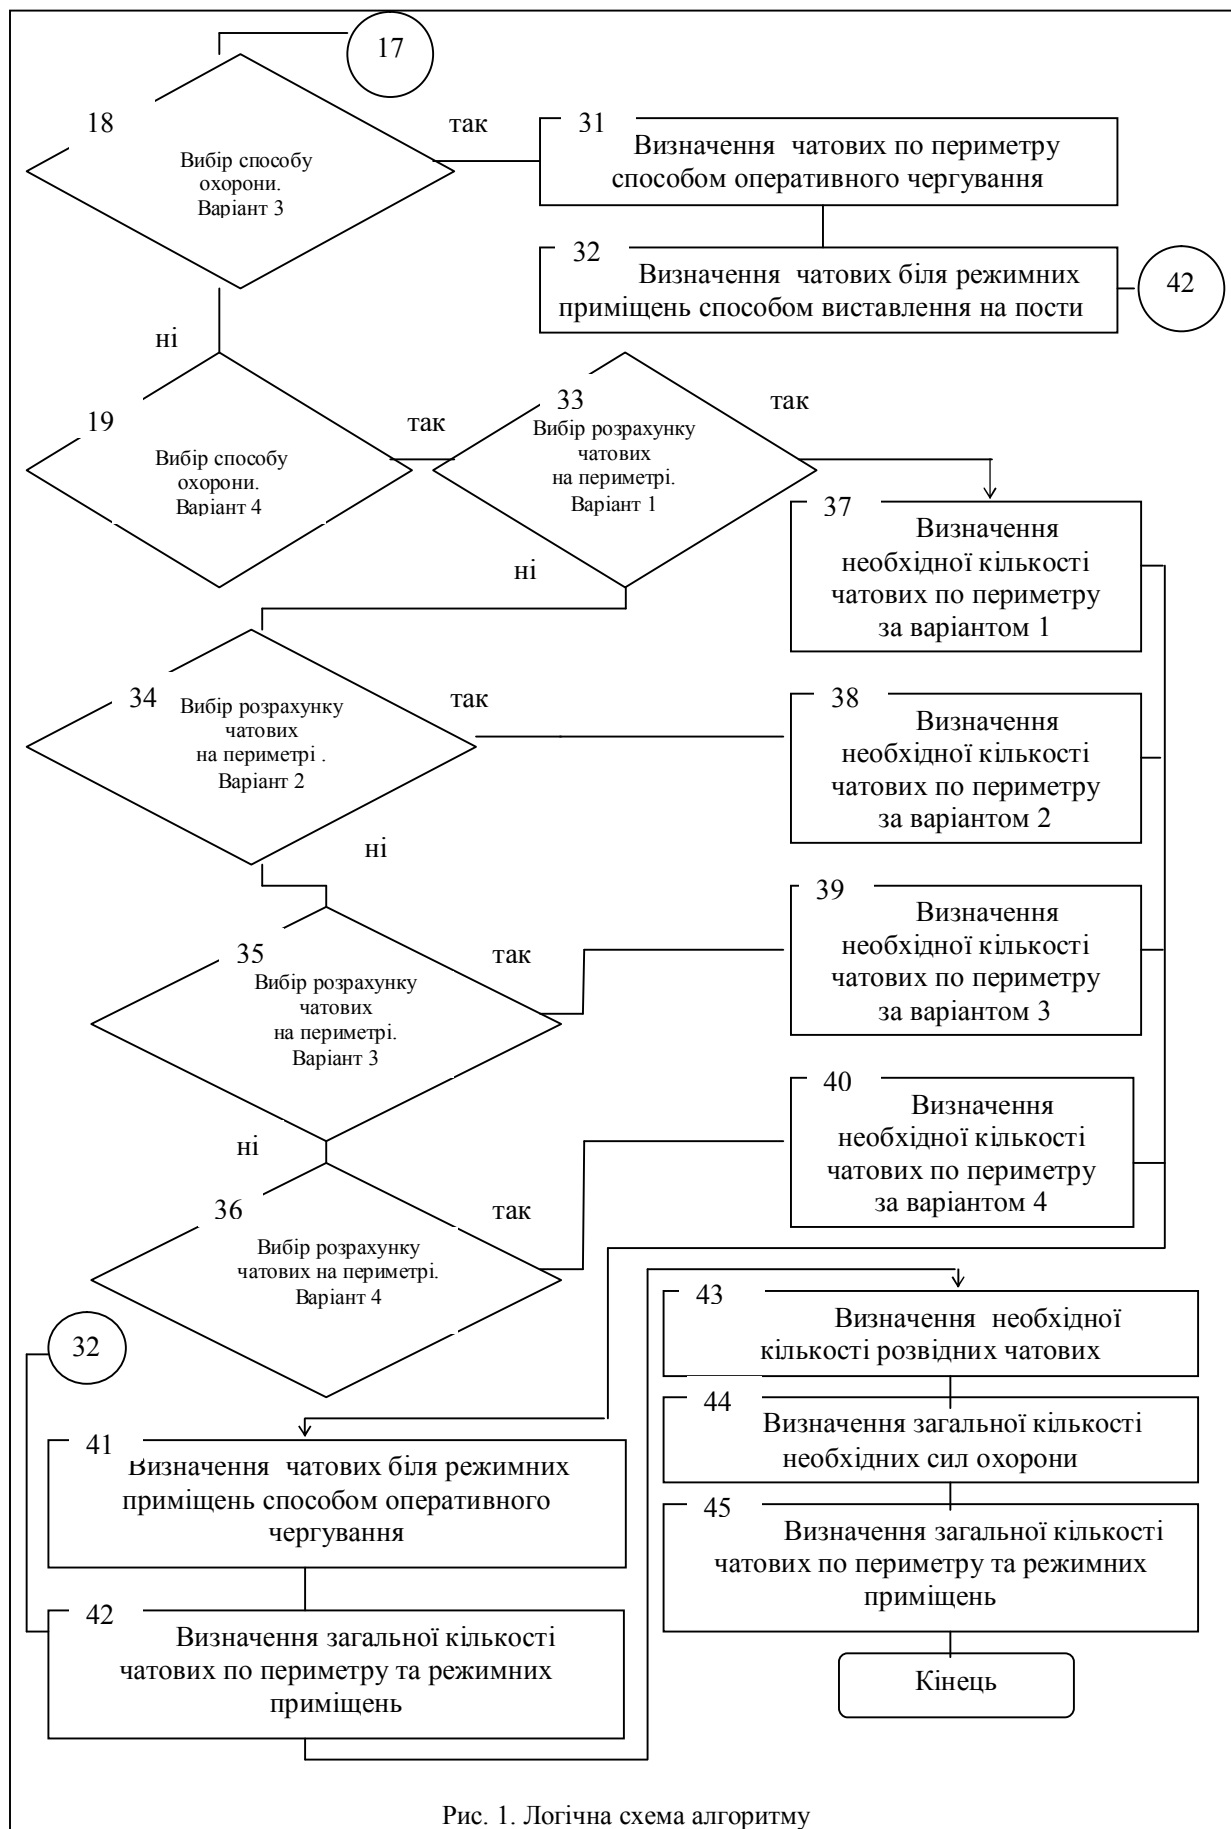 17
18
так
31
Вибір способу
охорони.
Варіант 3
Визначення чатових по периметру
способом оперативного чергування
32
Визначення чатових біля режимних
приміщень способом виставлення на пости
42
ні
19
так
33
так
Вибір способу
охорони.
Варіант 4
Вибір розрахунку
чатових
на периметрі.
Варіант 1
37
Визначення
необхідної кількості
чатових по периметру
за варіантом 1
ні
34
Вибір розрахунку
чатових
на периметрі .
Варіант 2
так
38
Визначення
необхідної кількості
чатових по периметру
за варіантом 2
ні
35
Вибір розрахунку
чатових
на периметрі.
Варіант 3
так
39
Визначення
необхідної кількості
чатових по периметру
за варіантом 3
ні
36
Вибір розрахунку
чатових на периметрі.
Варіант 4
так
40
Визначення
необхідної кількості
чатових по периметру
за варіантом 4
32
43
Визначення необхідної
кількості розвідних чатових
41
Визначення чатових біля режимних
приміщень способом оперативного
чергування
44
Визначення загальної кількості
необхідних сил охорони
45
Визначення загальної кількості
чатових по периметру та режимних
приміщень
42
Визначення загальної кількості
чатових по периметру та режимних
приміщень
Кінець
Рис. 1. Логічна схема алгоритму